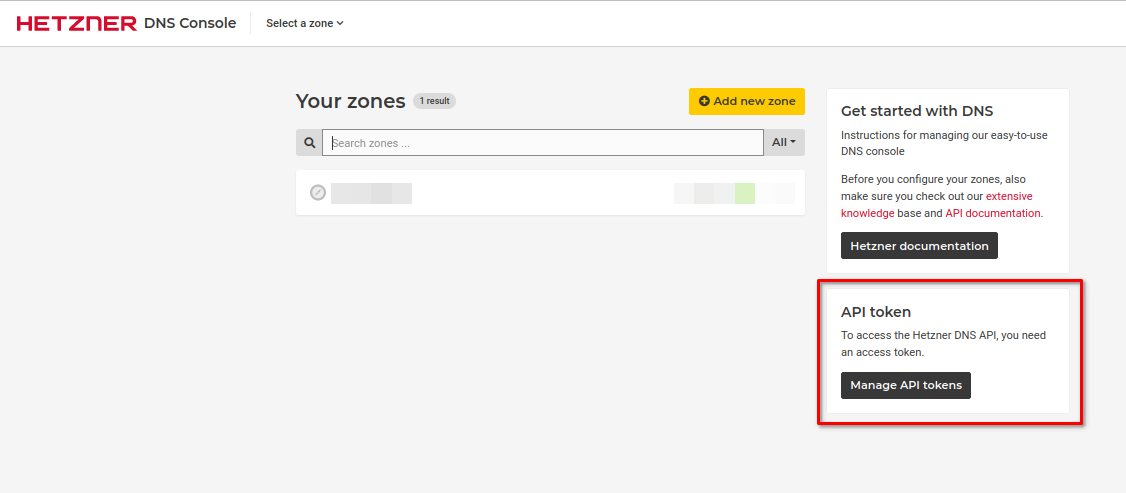 HETZNER DNS Console Select a zone
Your zones 1 result
Add new zone
Search zones ...
All
Get started with DNS
Instructions for managing our easy-to-use
DNS console
Before you configure your zones, also
make sure you check out our extensive
knowledge base and API documentation.
Hetzner documentation
API token
To access the Hetzner DNS API, you need
an access token.
Manage API tokens